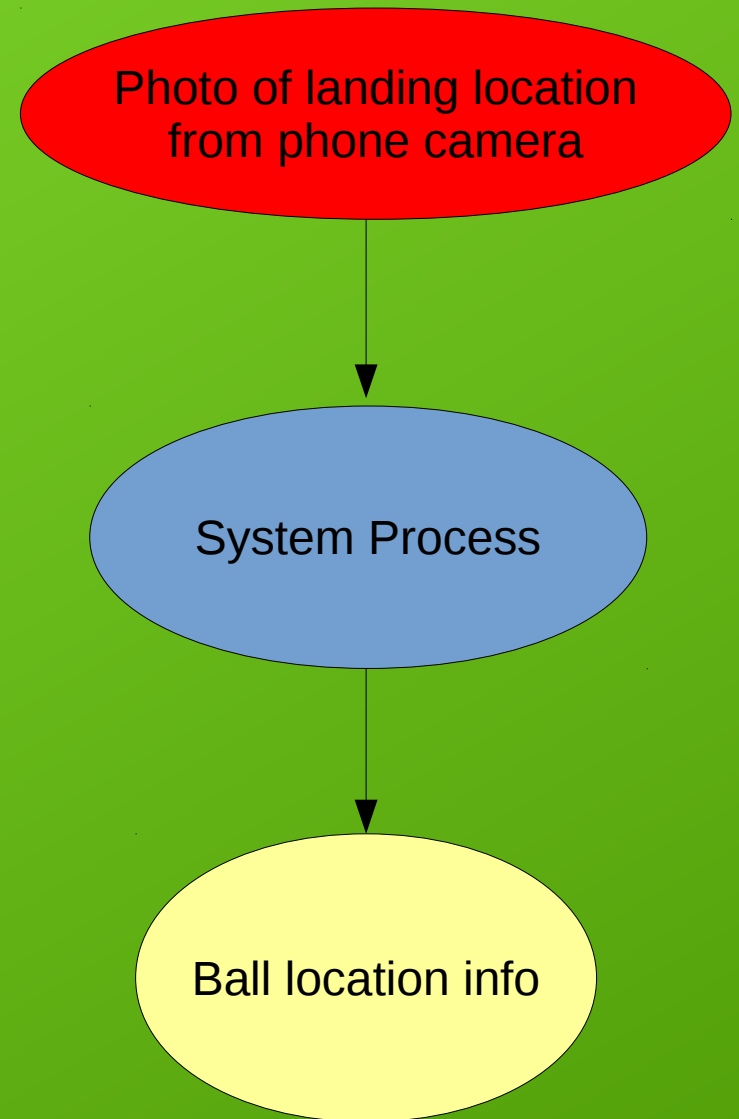 Photo of landing location
from phone camera
System Process
Ball location info